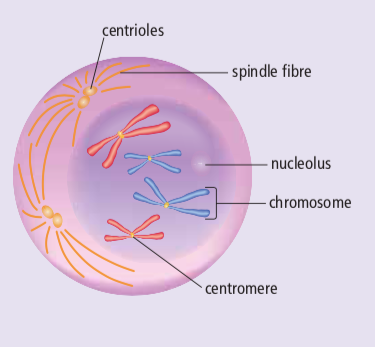 centrioles
spindle fibre
nucleolus
chromosome
centromere